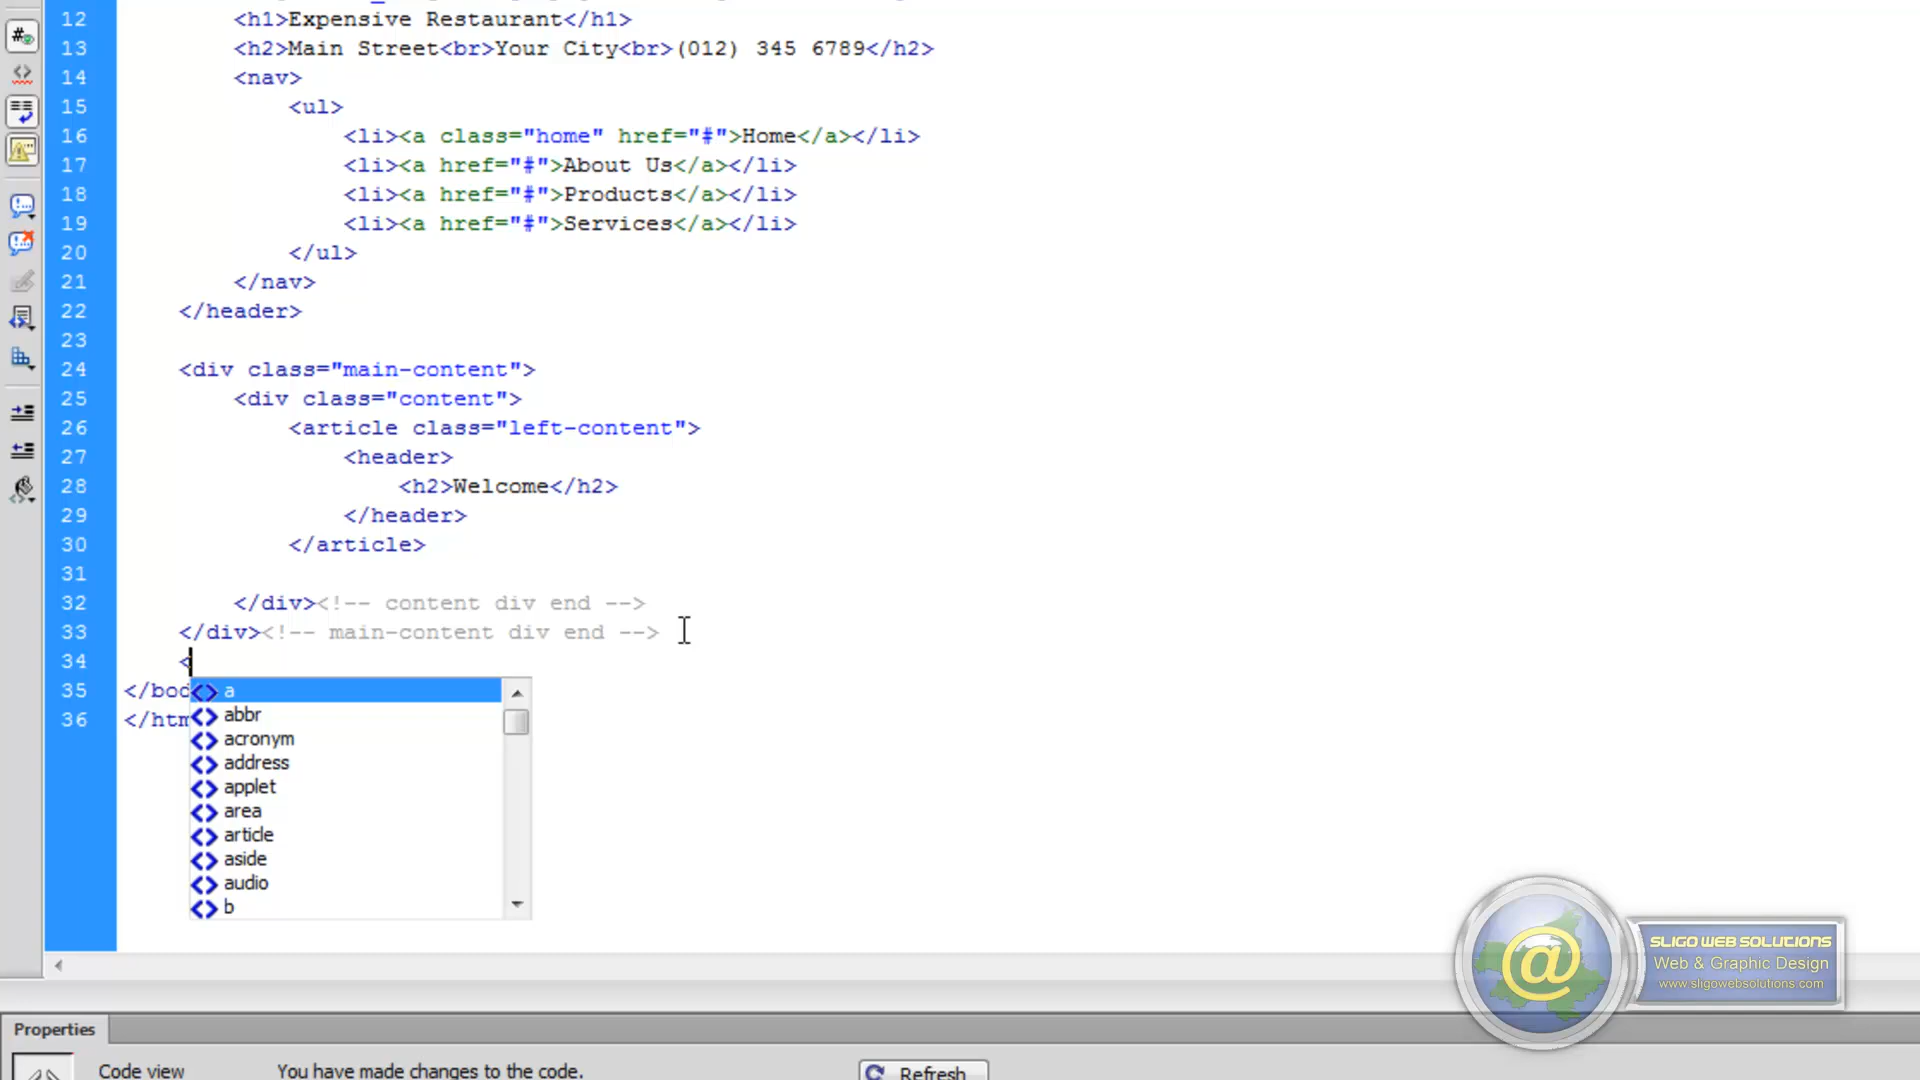 12 <h1>Expensive Restaurant</h1>
13 <h2>Main Street<br>Your City<br>(012) 345 6789</h2>
14 <nav>
15 <ul>
16 <li><a class="home" href="#">Home</a></li>
17 <li><a href="#">About Us</a></li>
18 <li><a href="#">Products</a></li>
19 <li><a href="#">Services</a></li>
20 </ul>
21 </nav>
22 </header>
23
24 <div class="main-content">
25 <div class="content">
26 <article class="left-content">
27 <header>
28 <h2>Welcome</h2>
29 </header>
30 </article>
31
32 </div><!-- content div end -->
33 </div><!-- main-content div end -->
34 <
35 </bod
36 </htm
a
abbr
acronym
address
applet
area
article
aside
audio
b
@
SLIGO WEB SOLUTIONS
Web & Graphic Design
www.sligowebsolutions.com
Properties
Code view You have made changes to the code. Refresh